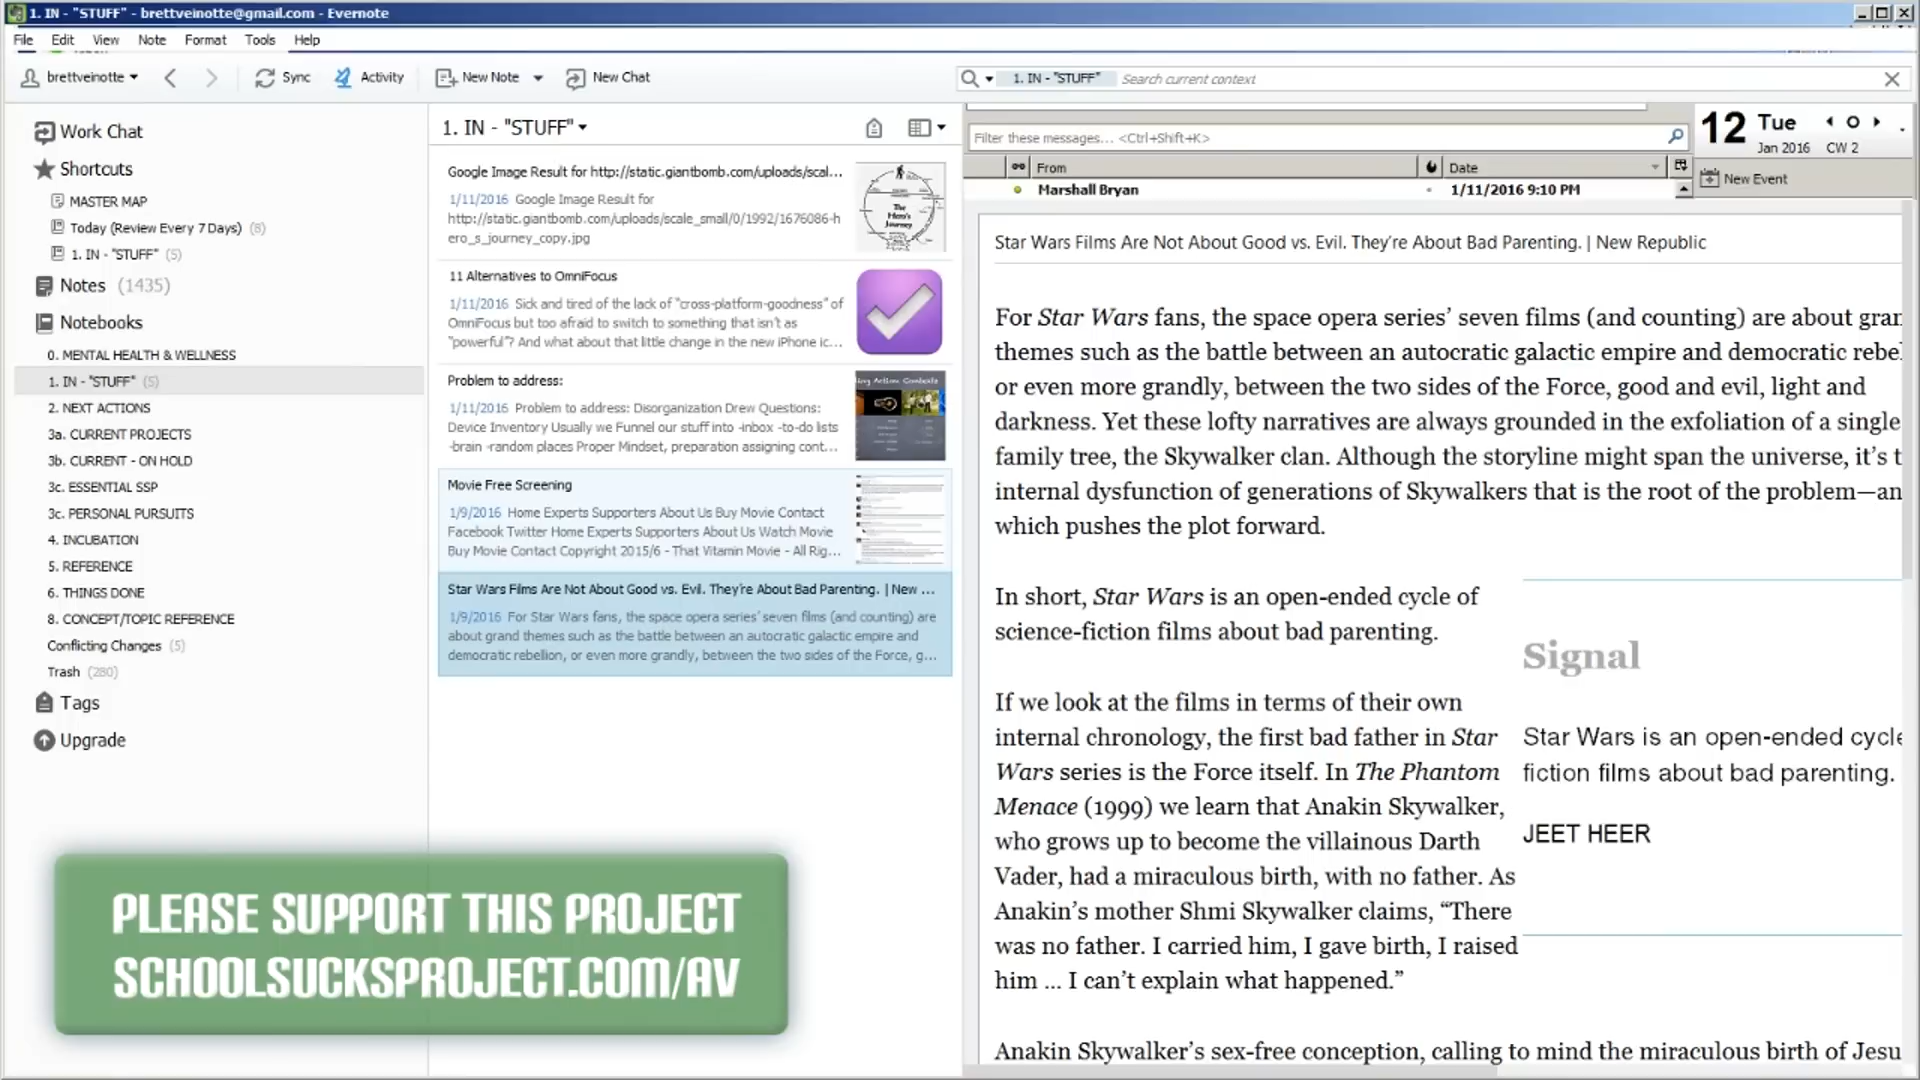 1. IN - "STUFF" - brettveinotte@gmail.com - Evernote
File Edit View Note Format Tools Help
brettveinotte Sync Activity New Note New Chat
1. IN - "STUFF" Search current context
Work Chat
Shortcuts
MASTER MAP
Today (Review Every 7 Days) (8)
1. IN - "STUFF" (5)
Notes (1435)
Notebooks
0. MENTAL HEALTH & WELLNESS
1. IN - "STUFF" (5)
2. NEXT ACTIONS
3a. CURRENT PROJECTS
3b. CURRENT - ON HOLD
3c. ESSENTIAL SSP
3c. PERSONAL PURSUITS
4. INCUBATION
5. REFERENCE
6. THINGS DONE
8. CONCEPT/TOPIC REFERENCE
Conflicting Changes (5)
Trash (280)
Tags
Upgrade
1. IN - "STUFF"
Google Image Result for http://static.giantbomb.com/uploads/scal...
1/11/2016 Google Image Result for
http://static.giantbomb.com/uploads/scale_small/0/1992/1676086-h
ero_s_journey_copy.jpg
The
Hero's
Journey
11 Alternatives to OmniFocus
1/11/2016 Sick and tired of the lack of "cross-platform-goodness" of
OmniFocus but too afraid to switch to something that isn't as
"powerful"? And what about that little change in the new iPhone ic...
Problem to address:
1/11/2016 Problem to address: Disorganization Drew Questions:
Device Inventory Usually we Funnel our stuff into -inbox -to-do lists
-brain -random places Proper Mindset, preparation assigning cont...
Movie Free Screening
1/9/2016 Home Experts Supporters About Us Buy Movie Contact
Facebook Twitter Home Experts Supporters About Us Watch Movie
Buy Movie Contact Copyright 2015/6 - That Vitamin Movie - All Rig...
Star Wars Films Are Not About Good vs. Evil. They're About Bad Parenting. | New ...
1/9/2016 For Star Wars fans, the space opera series' seven films (and counting) are
about grand themes such as the battle between an autocratic galactic empire and
democratic rebellion, or even more grandly, between the two sides of the Force, g...
Filter these messages... <Ctrl+Shift+K>
From Date
Marshall Bryan 1/11/2016 9:10 PM
12 Tue
Jan 2016 CW 2
New Event
Star Wars Films Are Not About Good vs. Evil. They're About Bad Parenting. | New Republic
For Star Wars fans, the space opera series' seven films (and counting) are about gran
themes such as the battle between an autocratic galactic empire and democratic rebe
or even more grandly, between the two sides of the Force, good and evil, light and
darkness. Yet these lofty narratives are always grounded in the exfoliation of a single
family tree, the Skywalker clan. Although the storyline might span the universe, it's t
internal dysfunction of generations of Skywalkers that is the root of the problem—an
which pushes the plot forward.
In short, Star Wars is an open-ended cycle of
science-fiction films about bad parenting.
If we look at the films in terms of their own
internal chronology, the first bad father in Star
Wars series is the Force itself. In The Phantom
Menace (1999) we learn that Anakin Skywalker,
who grows up to become the villainous Darth
Vader, had a miraculous birth, with no father. As
Anakin's mother Shmi Skywalker claims, "There
was no father. I carried him, I gave birth, I raised
him ... I can't explain what happened."
Signal
Star Wars is an open-ended cycle
fiction films about bad parenting.
JEET HEER
Anakin Skywalker's sex-free conception, calling to mind the miraculous birth of Jesu
PLEASE SUPPORT THIS PROJECT
SCHOOLSUCKSPROJECT.COM/AV